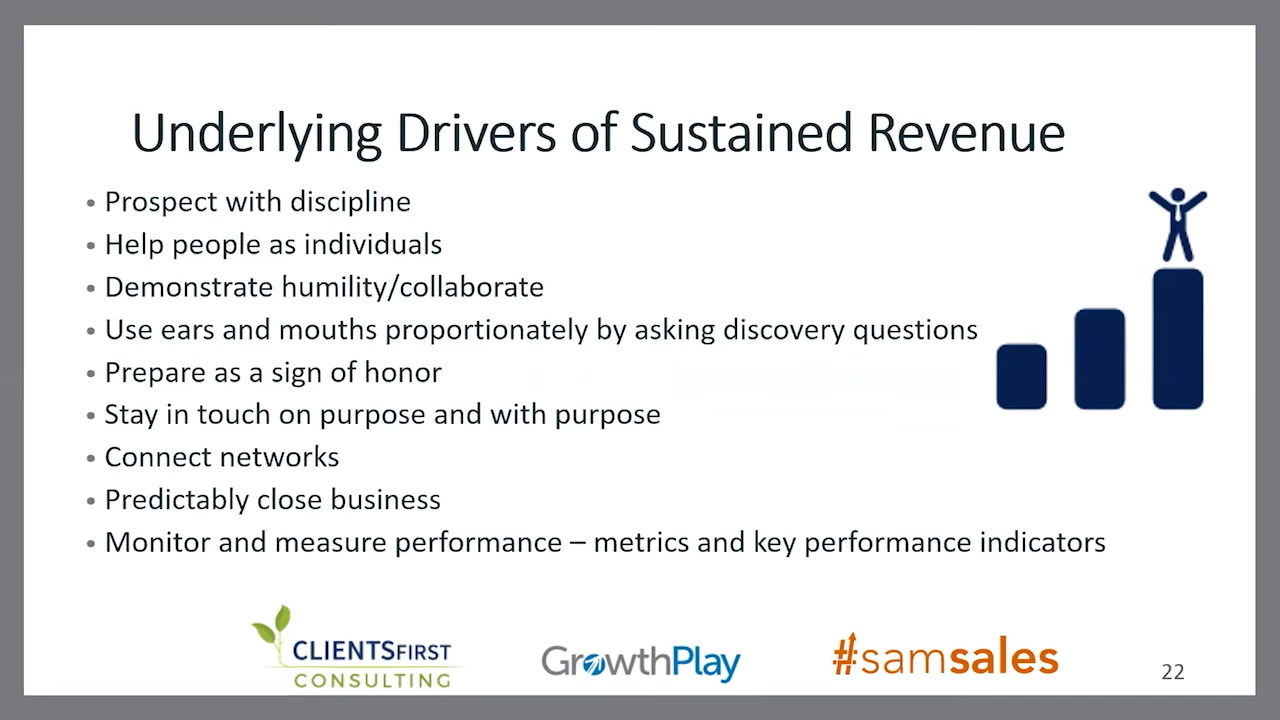 Underlying Drivers of Sustained Revenue
• Prospect with discipline
• Help people as individuals
• Demonstrate humility/collaborate
• Use ears and mouths proportionately by asking discovery questions
• Prepare as a sign of honor
• Stay in touch on purpose and with purpose
• Connect networks
• Predictably close business
• Monitor and measure performance – metrics and key performance indicators
CLIENTSFIRST
CONSULTING
GrowthPlay
#samsales
22